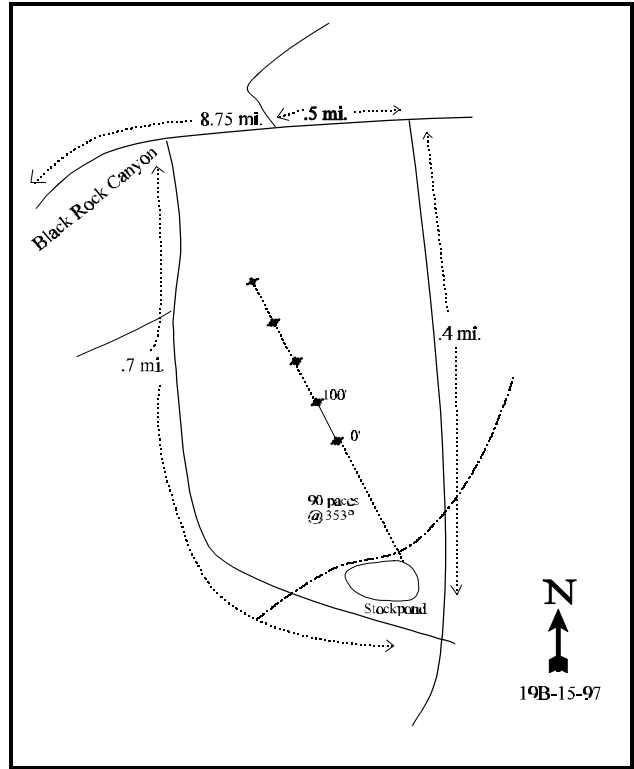 8.75 mi.
.5 mi.
Black Rock Canyon
.4 mi.
.7 mi.
100'
0'
90 paces
@353°
Stockpond
N
19B-15-97